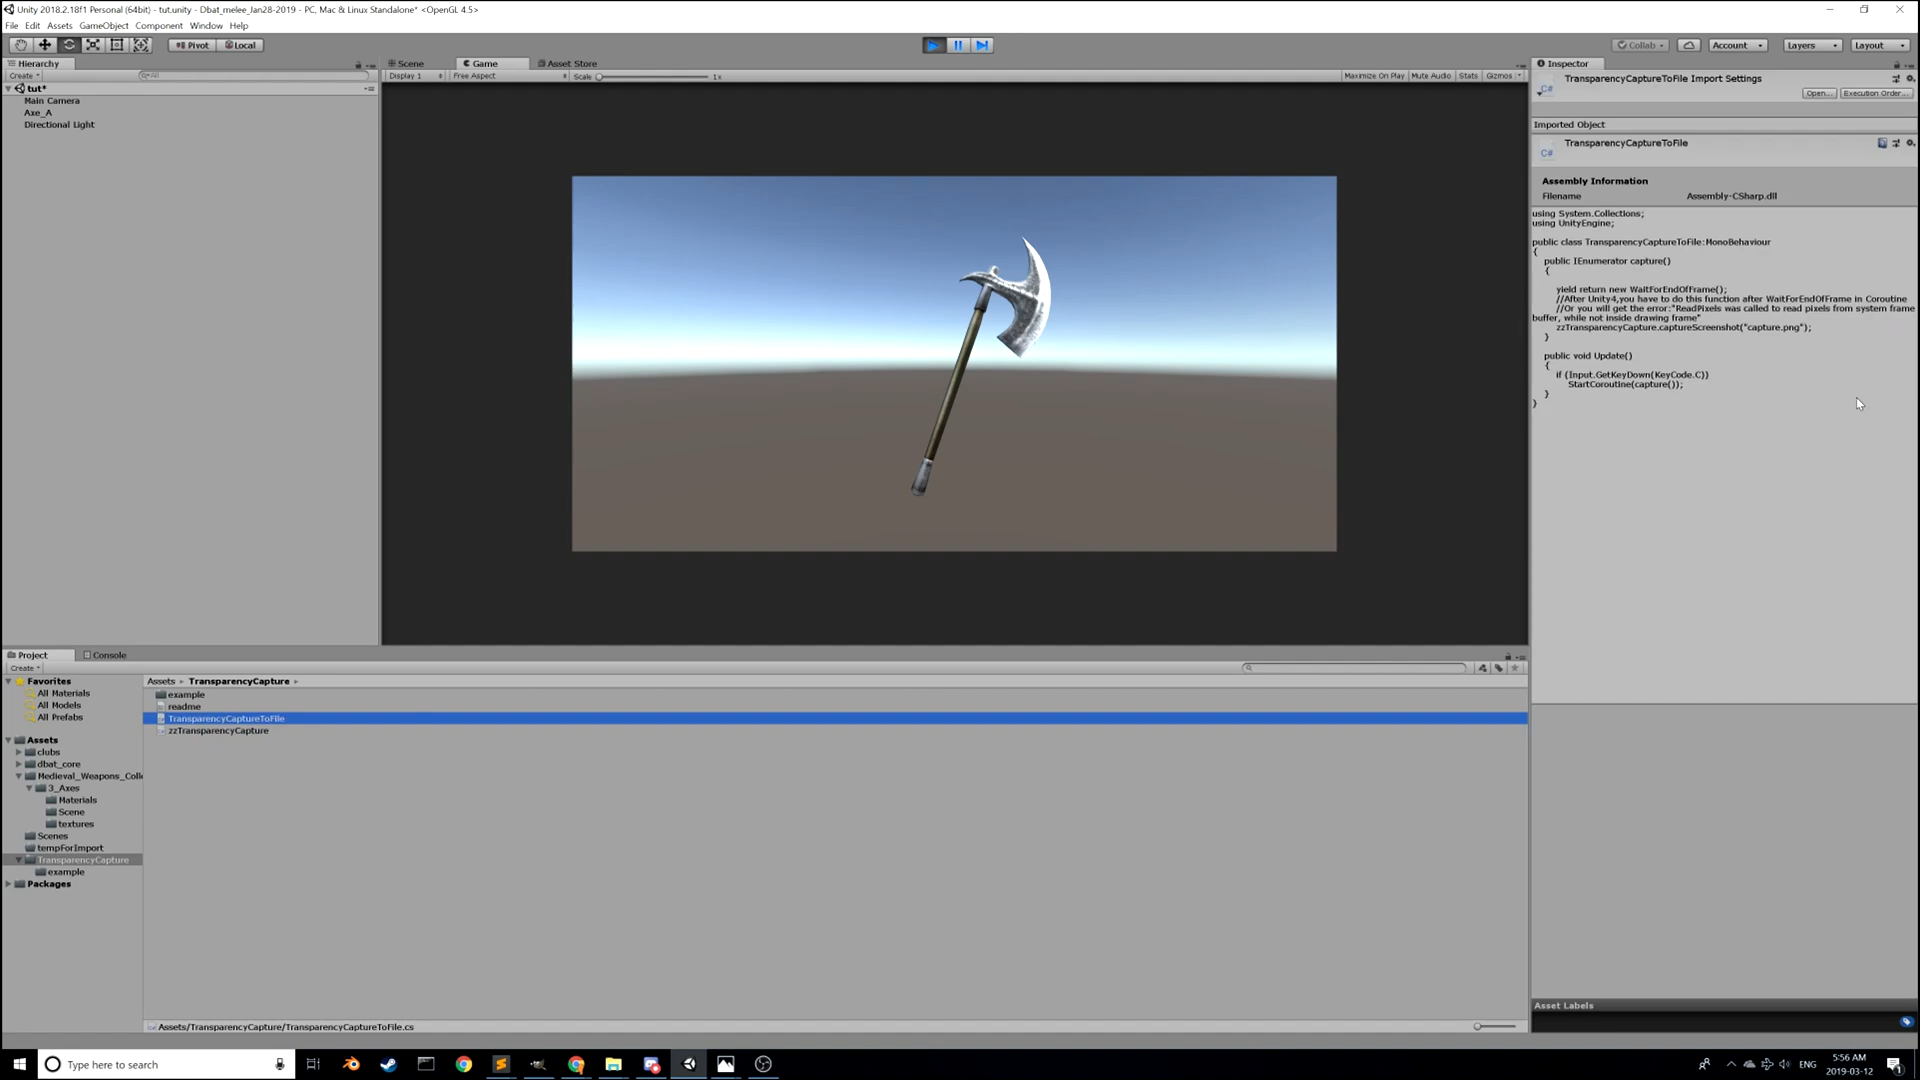 Unity 2018.2.18f1 Personal (64bit) - tut.unity - Dbat_melee_Jan28-2019 - PC, Mac & Linux Standalone* <OpenGL 4.5>
File Edit Assets GameObject Component Window Help
Pivot Local Collab Account Layers Layout
Hierarchy Scene Game Asset Store Inspector
Create All Display 1 Free Aspect Scale 1x Maximize On Play Mute Audio Stats Gizmos
TransparencyCaptureToFile Import Settings
Open... Execution Order...
tut*
Main Camera
Axe_A
Directional Light
Imported Object
TransparencyCaptureToFile
Assembly Information
Filename Assembly-CSharp.dll
using System.Collections;
using UnityEngine;
public class TransparencyCaptureToFile:MonoBehaviour
{
public IEnumerator capture()
{
yield return new WaitForEndOfFrame();
//After Unity4,you have to do this function after WaitForEndOfFrame in Coroutine
//Or you will get the error:"ReadPixels was called to read pixels from system frame
buffer, while not inside drawing frame"
zzTransparencyCapture.captureScreenshot("capture.png");
}
public void Update()
{
if (Input.GetKeyDown(KeyCode.C))
StartCoroutine(capture());
}
}
Project Console
Create
Favorites
All Materials
All Models
All Prefabs
Assets
clubs
dbat_core
Medieval_Weapons_Coll
3_Axes
Materials
Scene
textures
Scenes
tempForImport
TransparencyCapture
example
Packages
Assets TransparencyCapture
example
readme
TransparencyCaptureToFile
zzTransparencyCapture
Assets/TransparencyCapture/TransparencyCaptureToFile.cs
Asset Labels
Type here to search
ENG
5:56 AM
2019-03-12
1